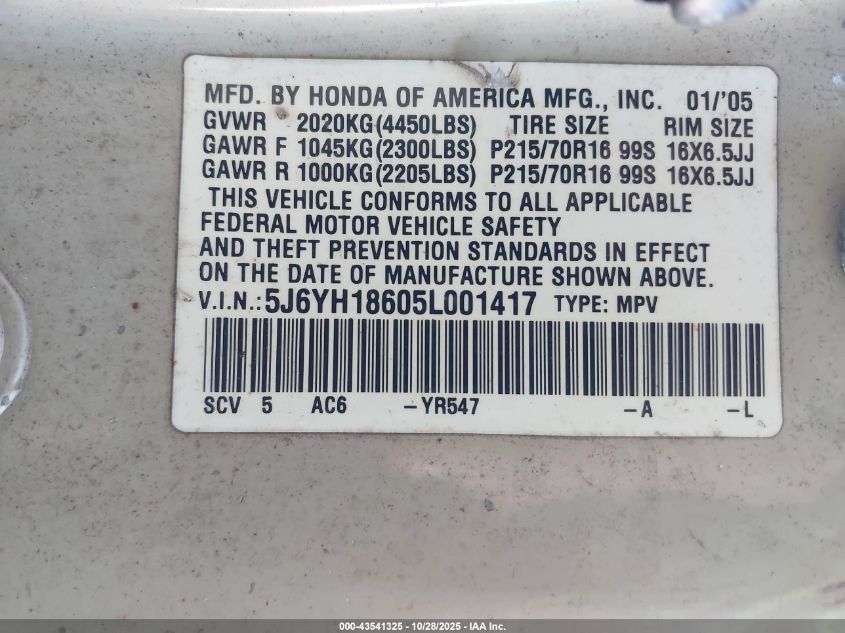 MFD. BY HONDA OF AMERICA MFG., INC. 01/'05
GVWR 2020KG(4450LBS) TIRE SIZE RIM SIZE
GAWR F 1045KG(2300LBS) P215/70R16 99S 16X6.5JJ
GAWR R 1000KG(2205LBS) P215/70R16 99S 16X6.5JJ
THIS VEHICLE CONFORMS TO ALL APPLICABLE
FEDERAL MOTOR VEHICLE SAFETY
AND THEFT PREVENTION STANDARDS IN EFFECT
ON THE DATE OF MANUFACTURE SHOWN ABOVE.
V.I.N.: 5J6YH18605L001417 TYPE: MPV
SCV 5 AC6 -YR547 -A -L
000-43541325 - 10/28/2025 - IAA Inc.